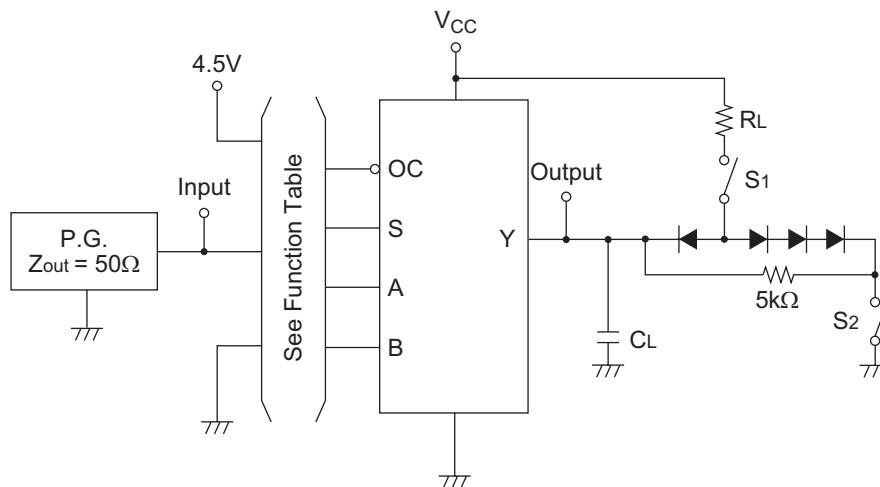 VCC
4.5V
RL
See Function Table
OC
Input
Output
S1
S
P.G.
Y
Zout = 50Ω
A
5kΩ
S2
B
CL